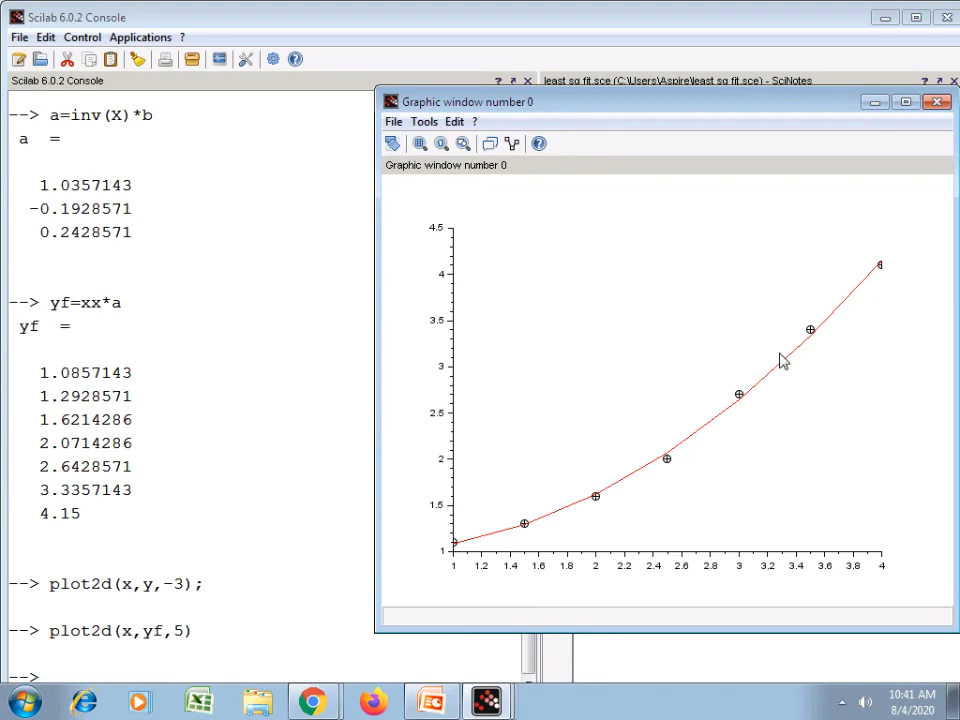 Scilab 6.0.2 Console
File Edit Control Applications ?
Scilab 6.0.2 Console ? ↗ ×
least sq fit.sce (C:\Users\Aspire\least sq fit.sce) - SciNotes ? ↗ ×
--> a=inv(X)*b
a =
1.0357143
-0.1928571
0.2428571
--> yf=xx*a
yf =
1.0857143
1.2928571
1.6214286
2.0714286
2.6428571
3.3357143
4.15
--> plot2d(x,y,-3);
--> plot2d(x,yf,5)
-->
Graphic window number 0
File Tools Edit ?
Graphic window number 0
4.5
4
3.5
3
2.5
2
1.5
1
1 1.2 1.4 1.6 1.8 2 2.2 2.4 2.6 2.8 3 3.2 3.4 3.6 3.8 4
10:41 AM
8/4/2020